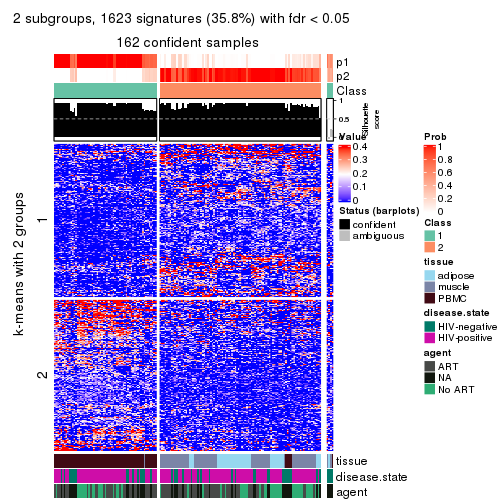 2 subgroups, 1623 signatures (35.8%) with fdr < 0.05
162 confident samples
p1
p2
Class
1
0.5
0
Silhouette
score
k-means with 2 groups
1
2
tissue
disease.state
agent
Value
0.4
0.3
0.2
0.1
0
Status (barplots)
confident
ambiguous
Prob
1
0.8
0.6
0.4
0.2
0
Class
1
2
tissue
adipose
muscle
PBMC
disease.state
HIV-negative
HIV-positive
agent
ART
NA
No ART